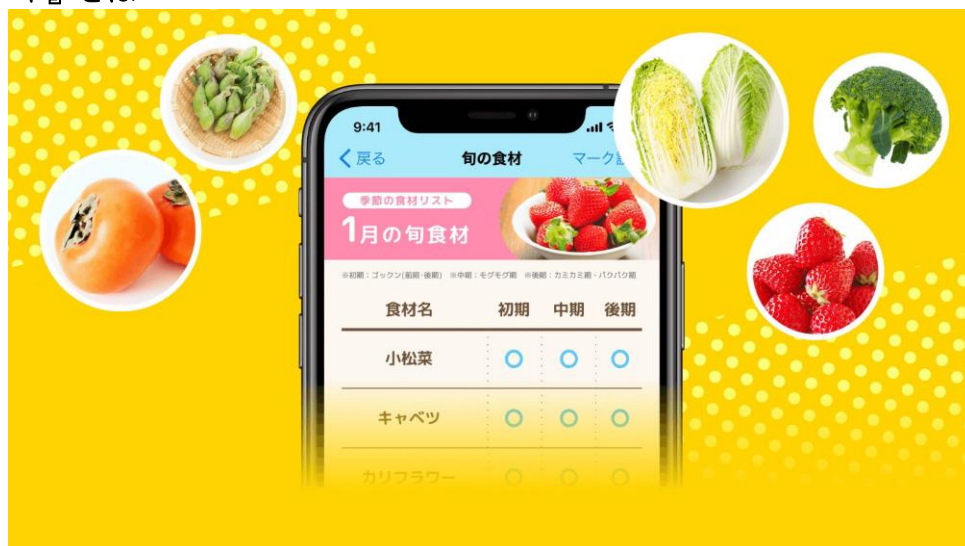 9:41
戻る
旬の食材
マーク
季節の食材リスト
1月の旬食材
※初期：ゴックン(前期・後期) ※中期：モグモグ期 ※後期：カミカミ期・パクパク期
食材名 初期 中期 後期
小松菜
キャベツ
カリフラワー